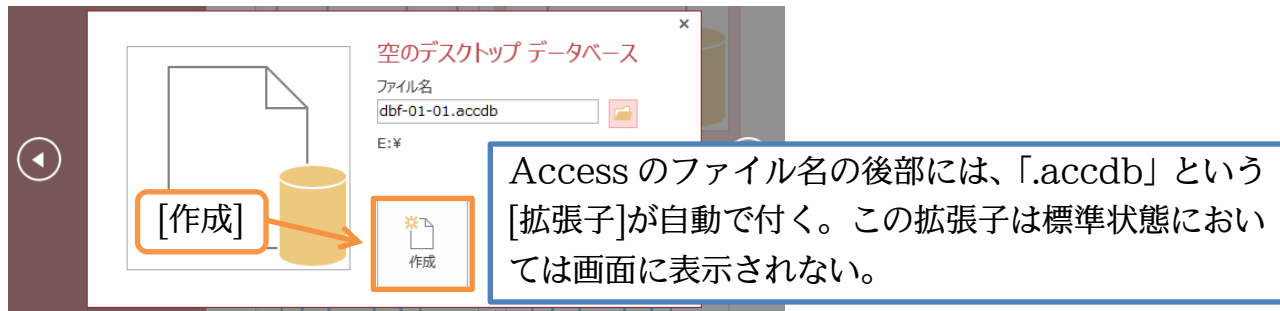 ×
空のデスクトップ データベース
ファイル名
dbf-01-01.accdb
E:¥
[作成]
作成
Access のファイル名の後部には、「.accdb」という
[拡張子]が自動で付く。この拡張子は標準状態におい
ては画面に表示されない。